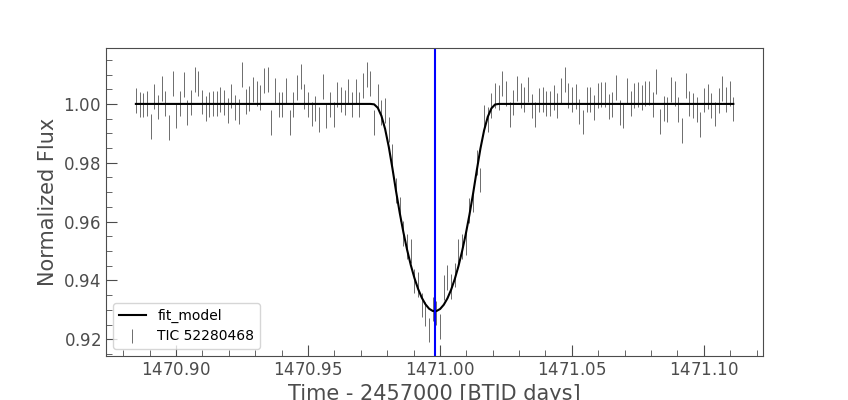 Normalized Flux
1.00
0.98
0.96
0.94
0.92
fit_model
TIC 52280468
1470.90 1470.95 1471.00 1471.05 1471.10
Time - 2457000 [BTJD days]